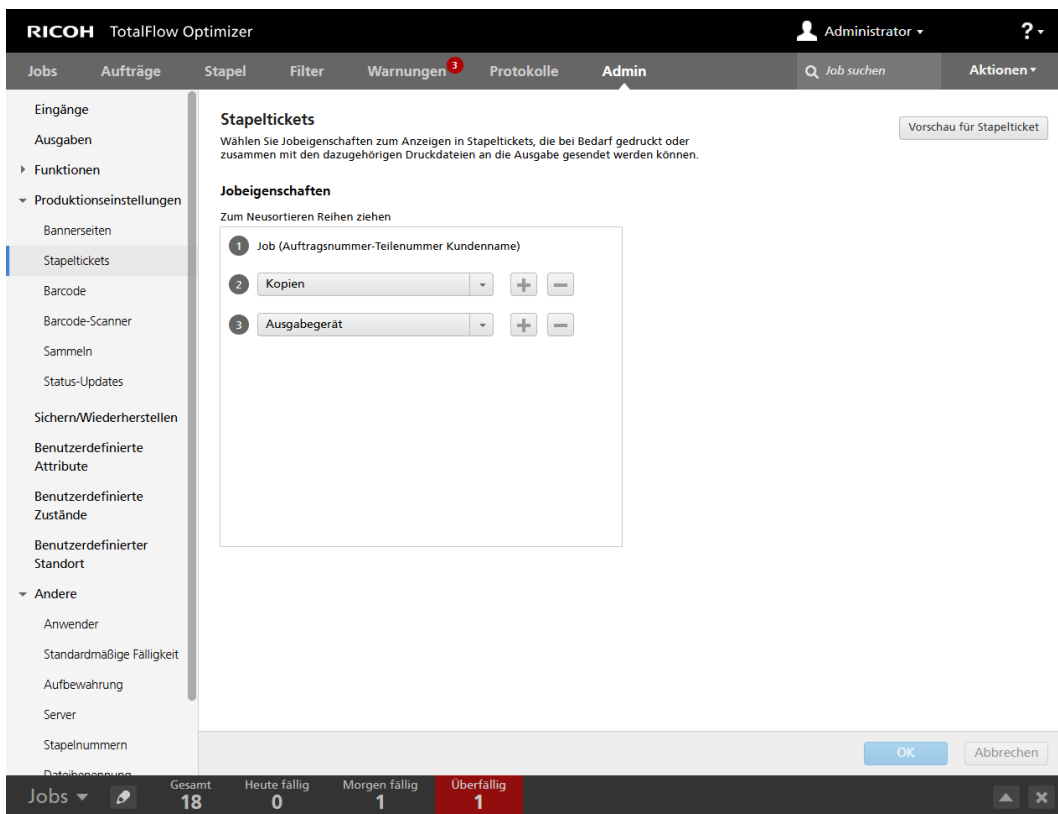 RICOH TotalFlow Optimizer
Administrator
?
Jobs Aufträge Stapel Filter Warnungen 3 Protokolle Admin
Job suchen
Aktionen
Eingänge
Ausgaben
Funktionen
Produktionseinstellungen
Bannerseiten
Stapeltickets
Barcode
Barcode-Scanner
Sammeln
Status-Updates
Sichern/Wiederherstellen
Benutzerdefinierte
Attribute
Benutzerdefinierte
Zustände
Benutzerdefinierter
Standort
Andere
Anwender
Standardmäßige Fälligkeit
Aufbewahrung
Server
Stapelnummern
Dateibenennung
Stapeltickets
Wählen Sie Jobeigenschaften zum Anzeigen in Stapeltickets, die bei Bedarf gedruckt oder
zusammen mit den dazugehörigen Druckdateien an die Ausgabe gesendet werden können.
Vorschau für Stapelticket
Jobeigenschaften
Zum Neusortieren Reihen ziehen
1 Job (Auftragsnummer-Teilenummer Kundenname)
2 Kopien
3 Ausgabegerät
OK
Abbrechen
Jobs
Gesamt
18
Heute fällig
0
Morgen fällig
1
Überfällig
1